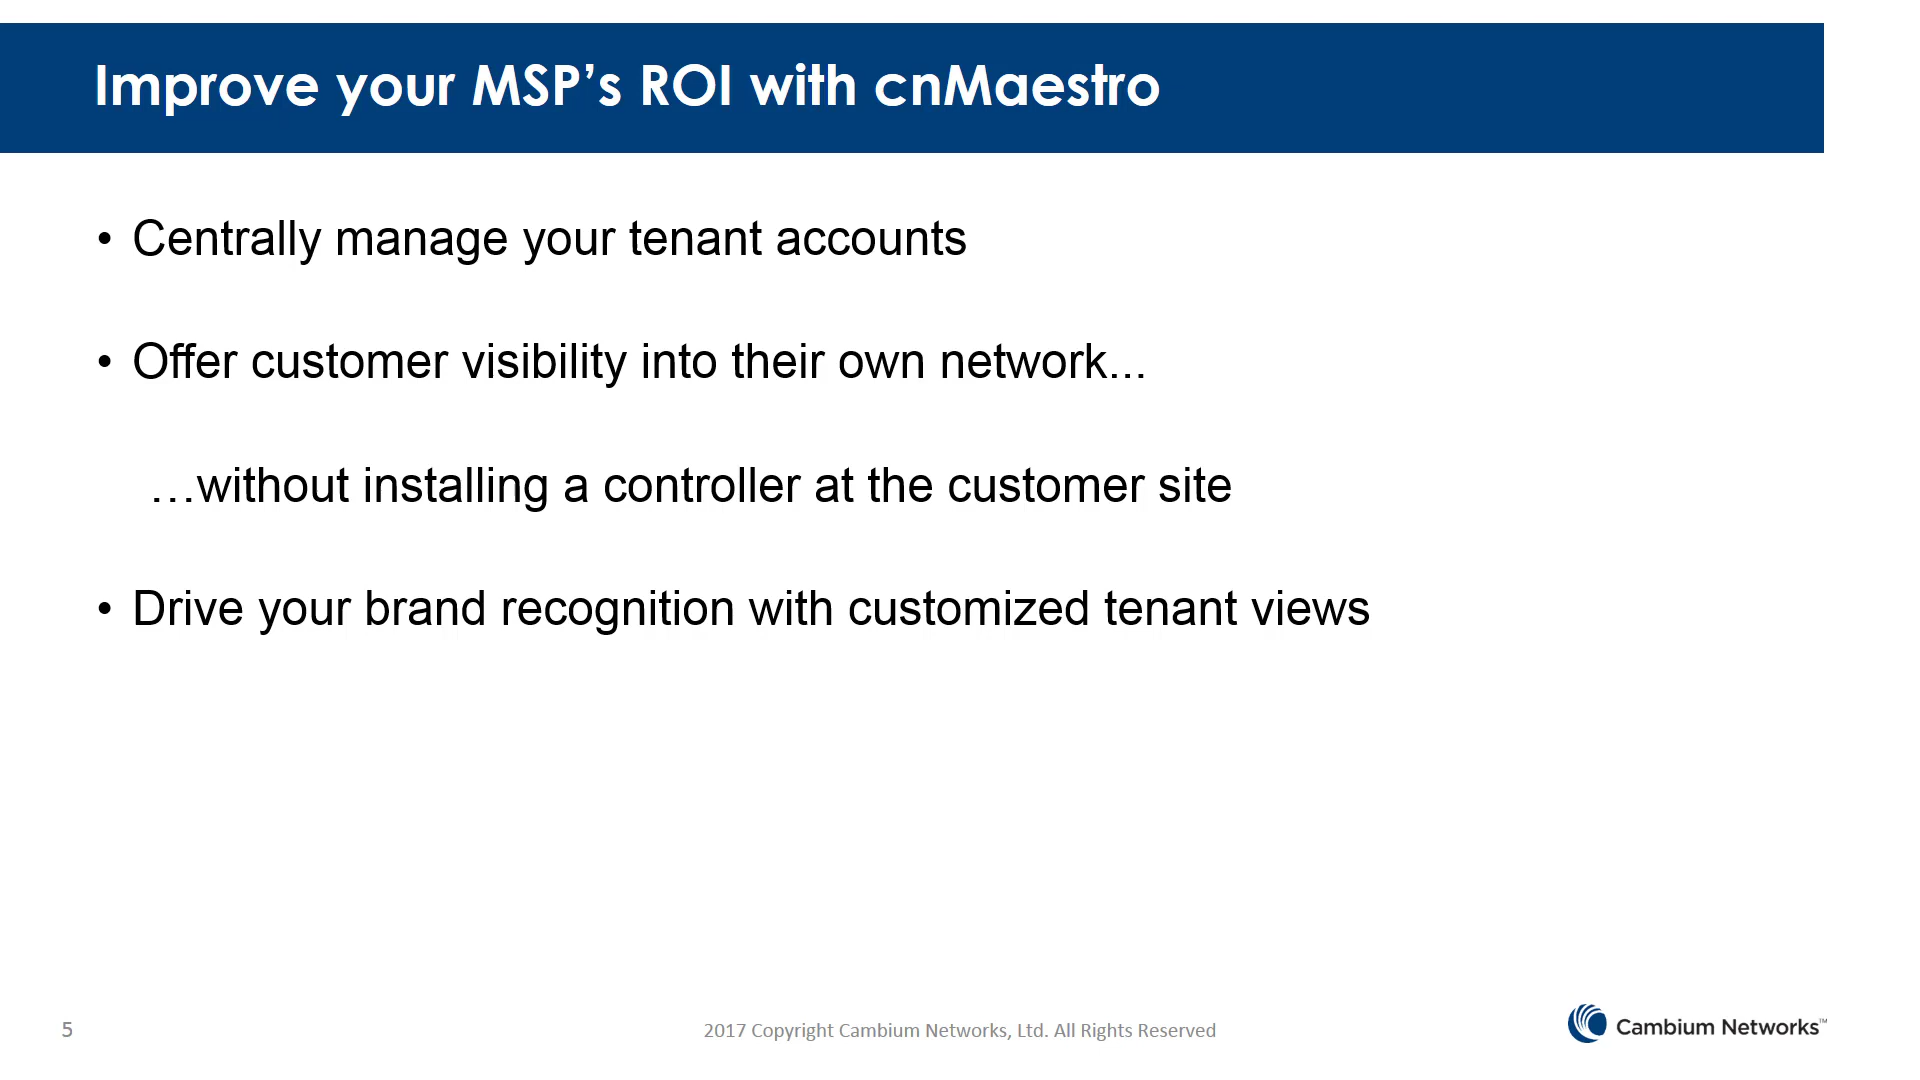 Improve your MSP’s ROI with cnMaestro
• Centrally manage your tenant accounts
• Offer customer visibility into their own network...
…without installing a controller at the customer site
• Drive your brand recognition with customized tenant views
5
2017 Copyright Cambium Networks, Ltd. All Rights Reserved
Cambium Networks™